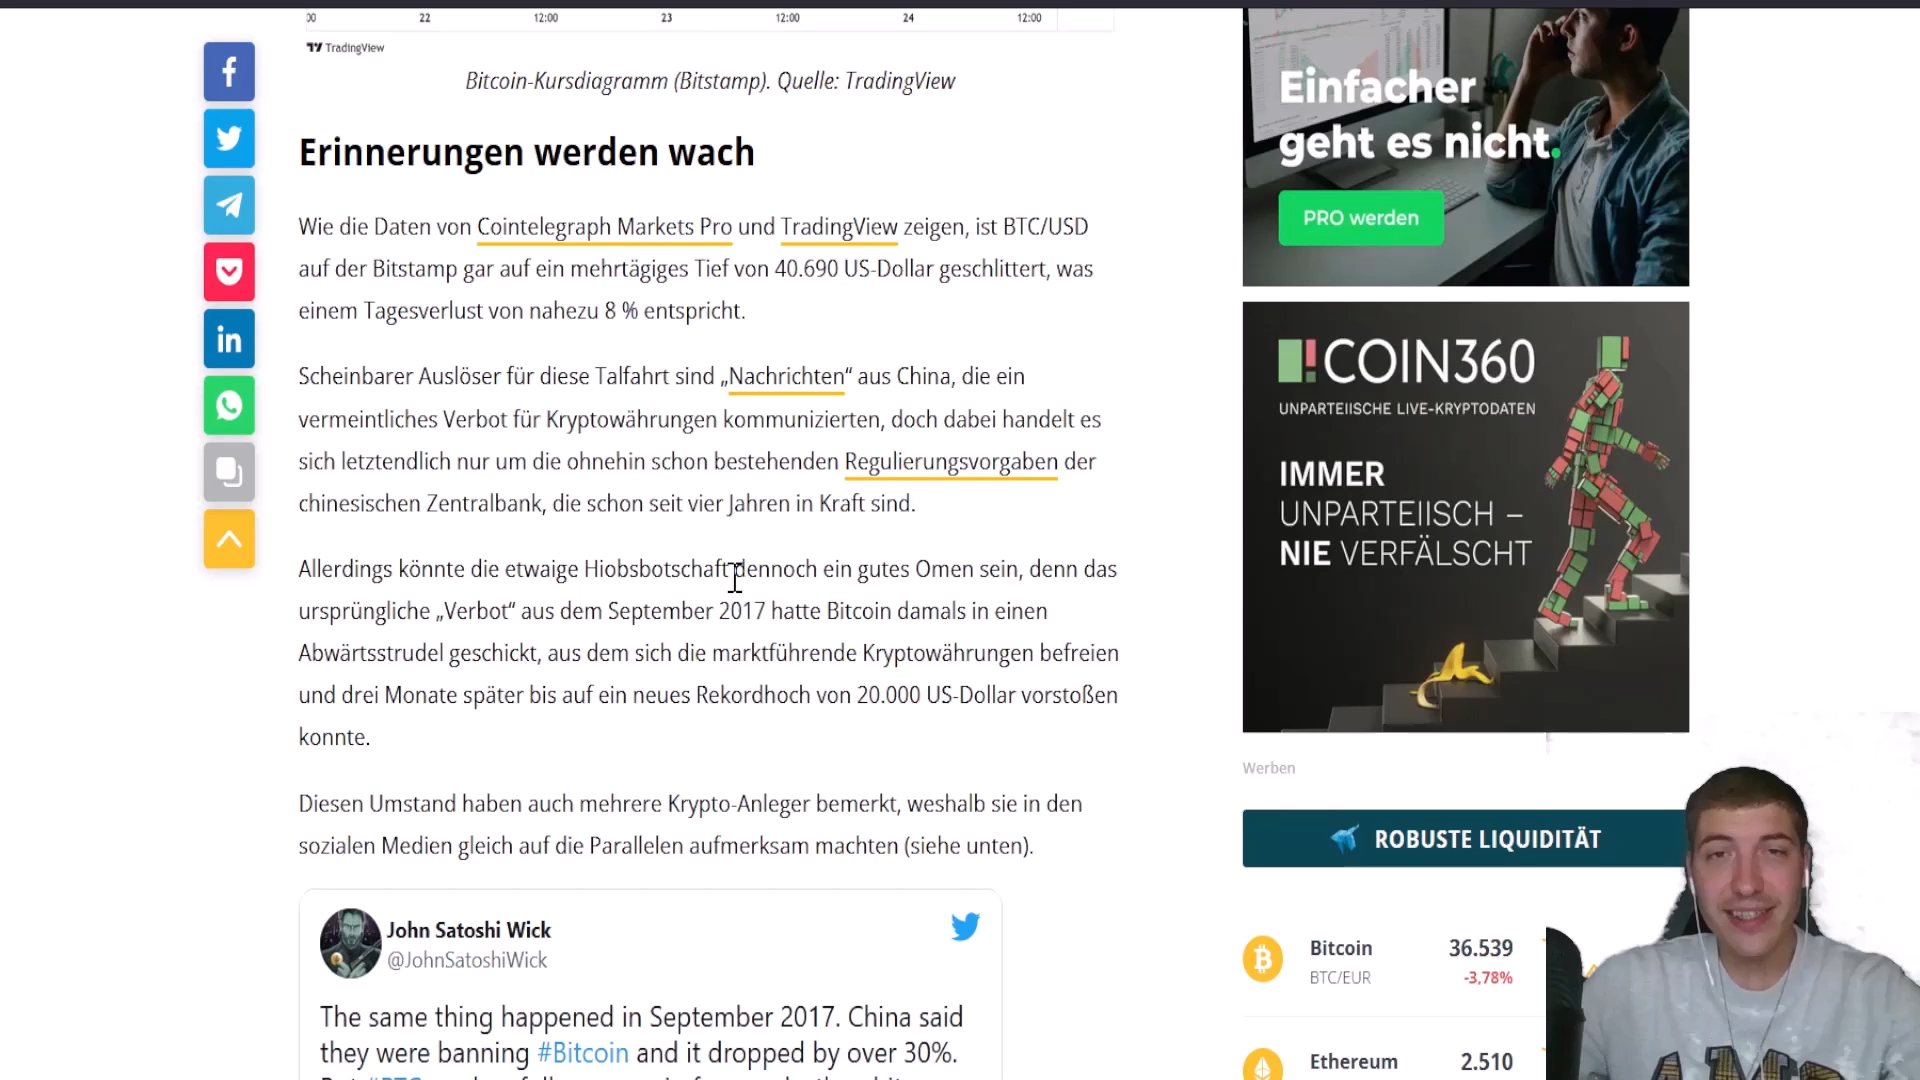 00 22 12:00 23 12:00 24 12:00
TradingView
Bitcoin-Kursdiagramm (Bitstamp). Quelle: TradingView
Erinnerungen werden wach
Wie die Daten von Cointelegraph Markets Pro und TradingView zeigen, ist BTC/USD
auf der Bitstamp gar auf ein mehrtägiges Tief von 40.690 US-Dollar geschlittert, was
einem Tagesverlust von nahezu 8 % entspricht.
Scheinbarer Auslöser für diese Talfahrt sind „Nachrichten“ aus China, die ein
vermeintliches Verbot für Kryptowährungen kommunizierten, doch dabei handelt es
sich letztendlich nur um die ohnehin schon bestehenden Regulierungsvorgaben der
chinesischen Zentralbank, die schon seit vier Jahren in Kraft sind.
Allerdings könnte die etwaige Hiobsbotschaft dennoch ein gutes Omen sein, denn das
ursprüngliche „Verbot“ aus dem September 2017 hatte Bitcoin damals in einen
Abwärtsstrudel geschickt, aus dem sich die marktführende Kryptowährungen befreien
und drei Monate später bis auf ein neues Rekordhoch von 20.000 US-Dollar vorstoßen
konnte.
Diesen Umstand haben auch mehrere Krypto-Anleger bemerkt, weshalb sie in den
sozialen Medien gleich auf die Parallelen aufmerksam machten (siehe unten).
John Satoshi Wick
@JohnSatoshiWick
The same thing happened in September 2017. China said
they were banning #Bitcoin and it dropped by over 30%.
Einfacher
geht es nicht.
PRO werden
COIN360
UNPARTEIISCHE LIVE-KRYPTODATEN
IMMER
UNPARTEIISCH –
NIE VERFÄLSCHT
Werben
ROBUSTE LIQUIDITÄT
Bitcoin 36.539
BTC/EUR -3,78%
Ethereum 2.510